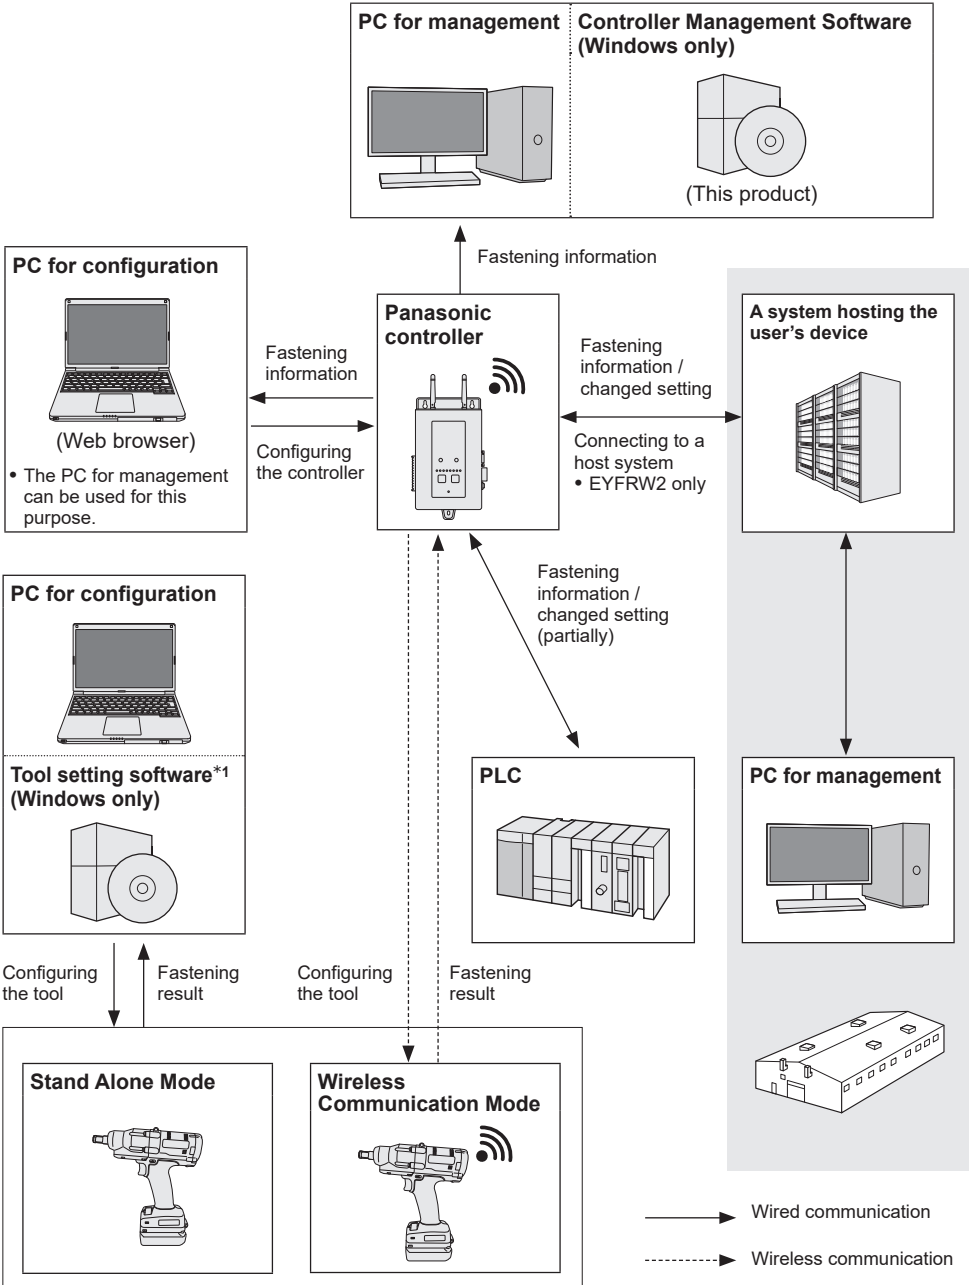 PC for management
Controller Management Software
(Windows only)
(This product)
Fastening information
PC for configuration
(Web browser)
• The PC for management
can be used for this
purpose.
Fastening
information
Configuring
the controller
Panasonic
controller
Fastening
information /
changed setting
Connecting to a
host system
• EYFRW2 only
A system hosting the
user's device
Fastening
information /
changed setting
(partially)
PC for configuration
Tool setting software*1
(Windows only)
PLC
PC for management
Configuring
the tool
Fastening
result
Configuring
the tool
Fastening
result
Stand Alone Mode
Wireless
Communication Mode
Wired communication
Wireless communication